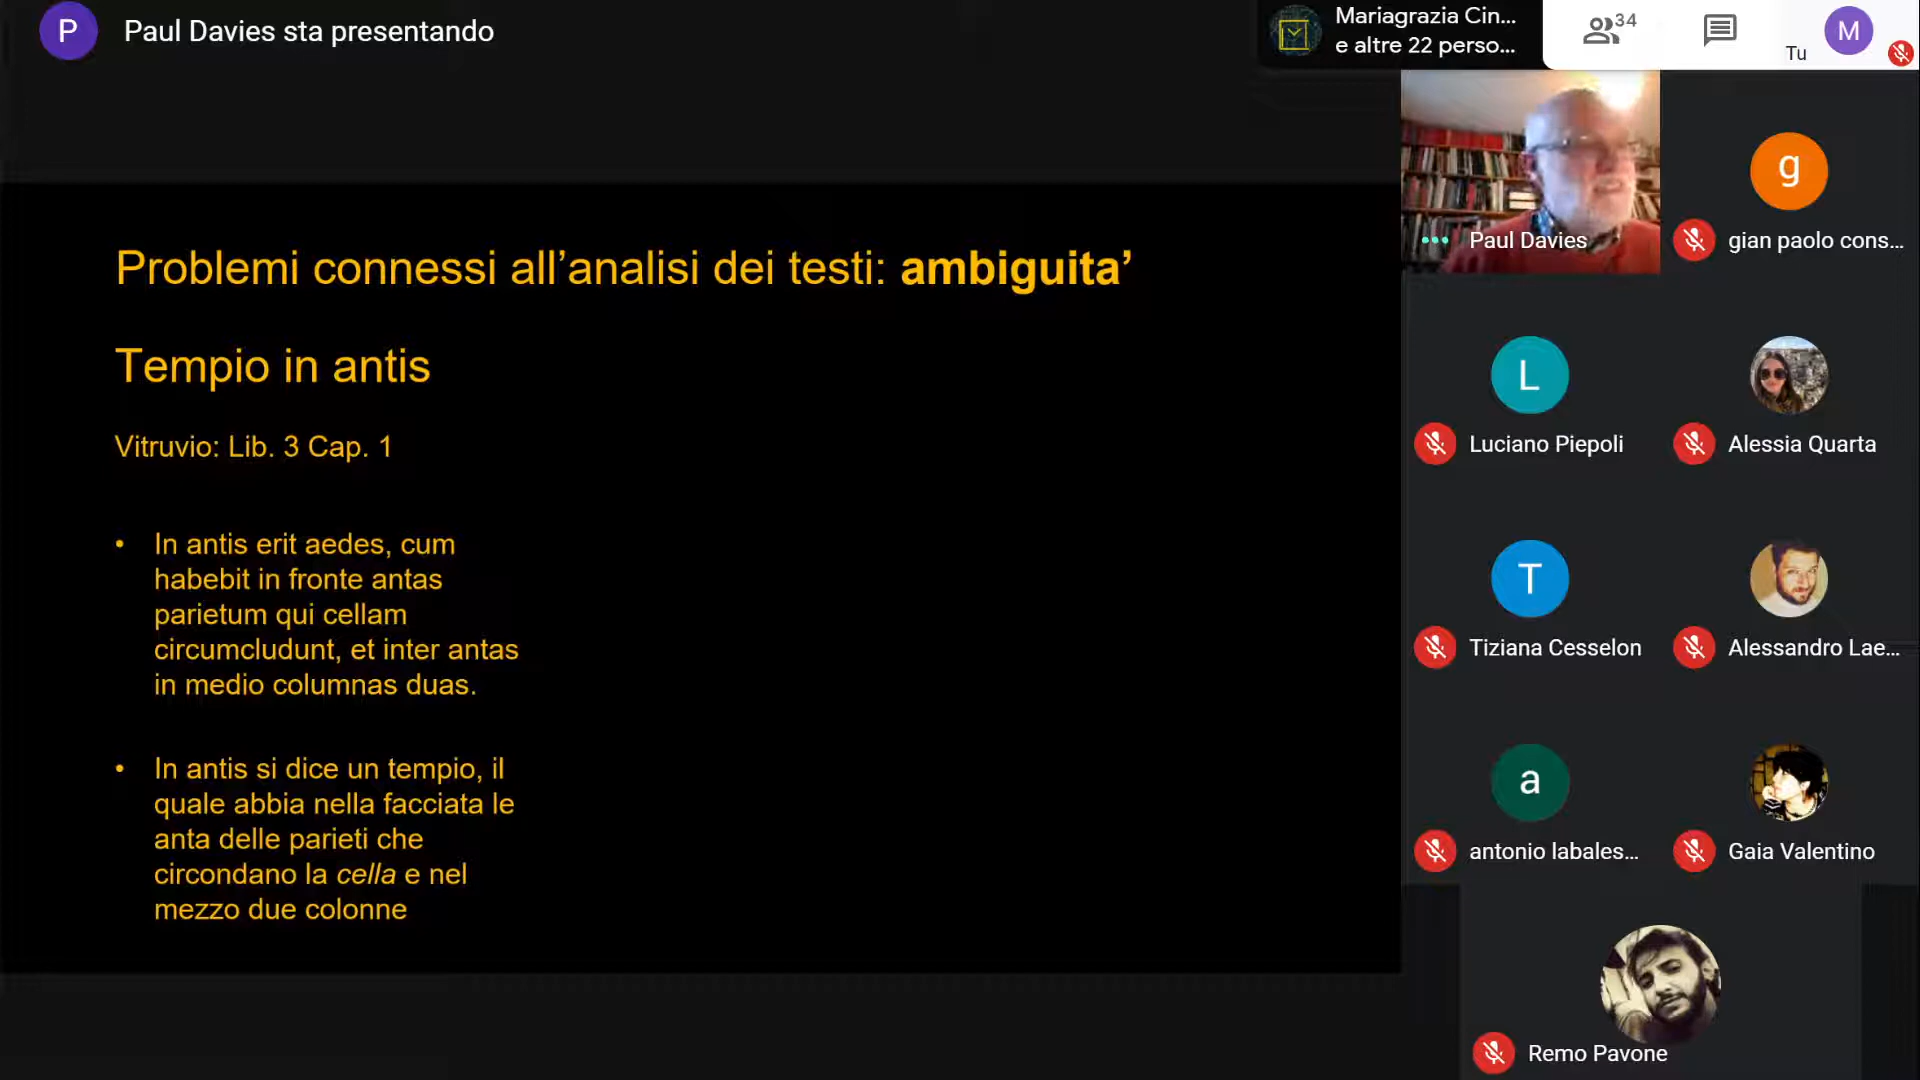 P Paul Davies sta presentando
Mariagrazia Cin...
e altre 22 perso...
34
Tu
M
Problemi connessi all’analisi dei testi: ambiguita’
Tempio in antis
Vitruvio: Lib. 3 Cap. 1
• In antis erit aedes, cum
habebit in fronte antas
parietum qui cellam
circumcludunt, et inter antas
in medio columnas duas.
• In antis si dice un tempio, il
quale abbia nella facciata le
anta delle parieti che
circondano la cella e nel
mezzo due colonne
Paul Davies
g
gian paolo cons...
L
Luciano Piepoli
Alessia Quarta
T
Tiziana Cesselon
Alessandro Lae...
a
antonio labales...
Gaia Valentino
Remo Pavone